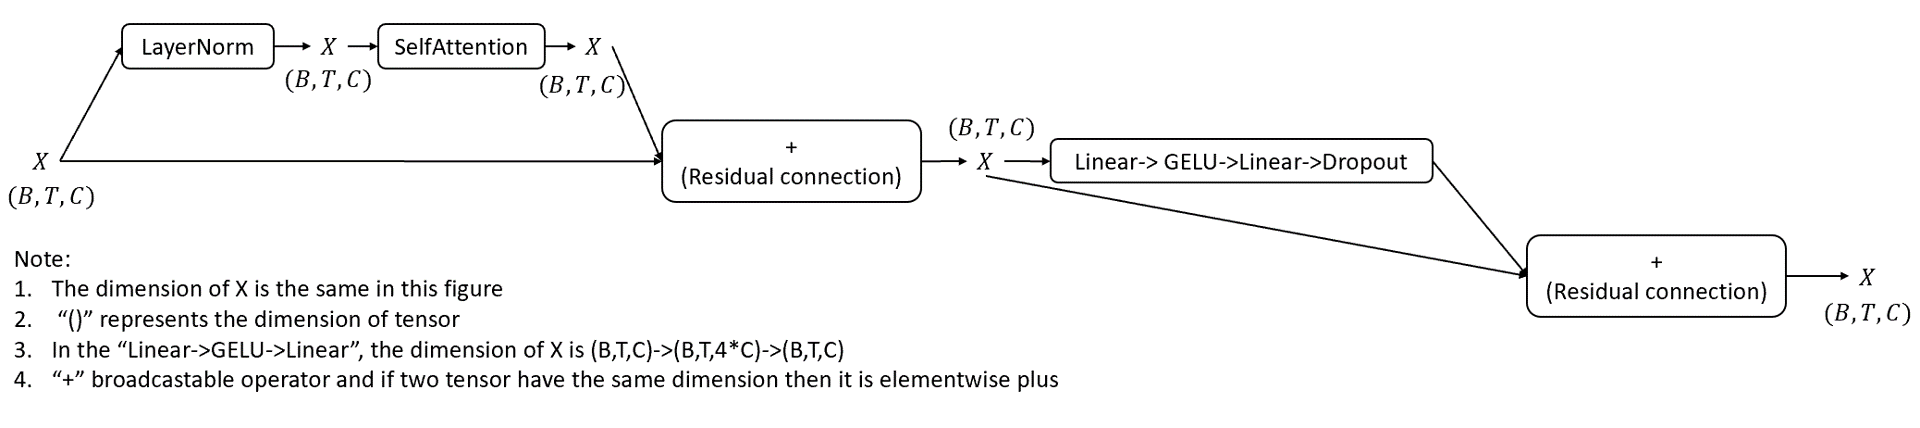 LayerNorm
X
(B, T, C)
SelfAttention
X
(B, T, C)
X
(B, T, C)
+
(Residual connection)
(B, T, C)
X
Linear-> GELU->Linear->Dropout
+
(Residual connection)
X
(B, T, C)
Note:
1. The dimension of X is the same in this figure
2. “()” represents the dimension of tensor
3. In the “Linear->GELU->Linear”, the dimension of X is (B,T,C)->(B,T,4*C)->(B,T,C)
4. “+” broadcastable operator and if two tensor have the same dimension then it is elementwise plus